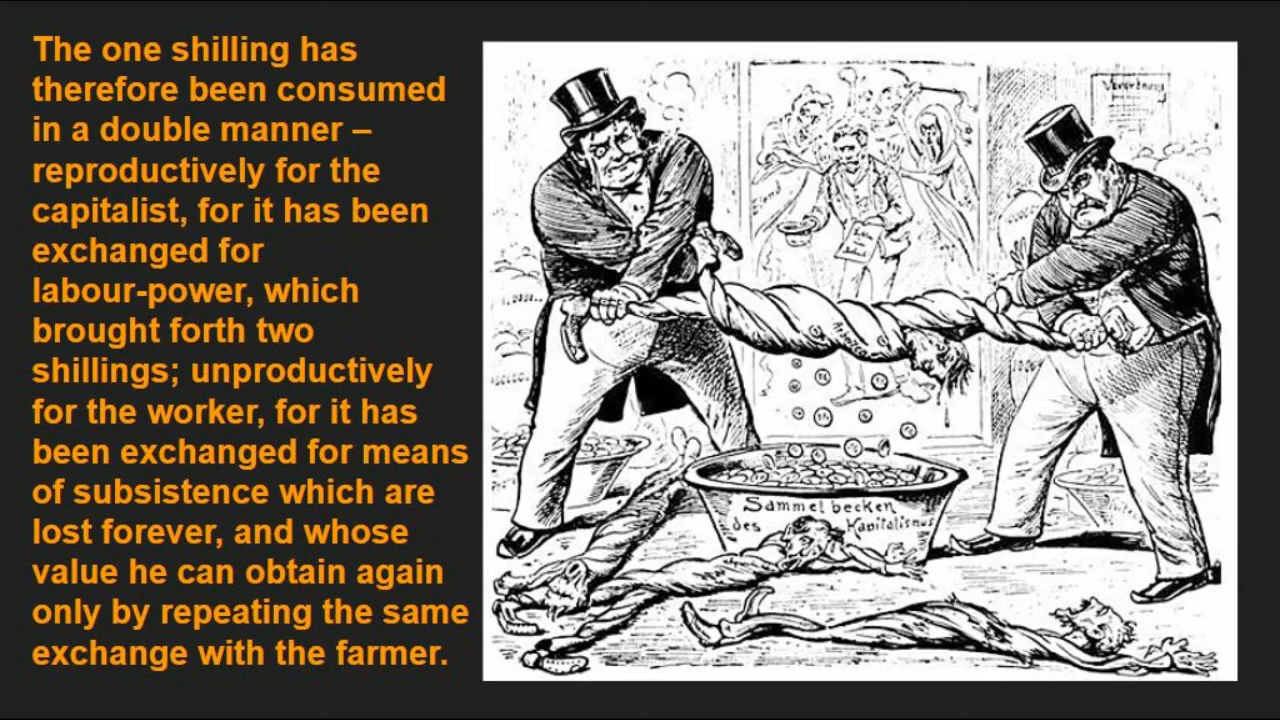 The one shilling has
therefore been consumed
in a double manner –
reproductively for the
capitalist, for it has been
exchanged for
labour-power, which
brought forth two
shillings; unproductively
for the worker, for it has
been exchanged for means
of subsistence which are
lost forever, and whose
value he can obtain again
only by repeating the same
exchange with the farmer.
Sammelbecken
des Kapitalismus